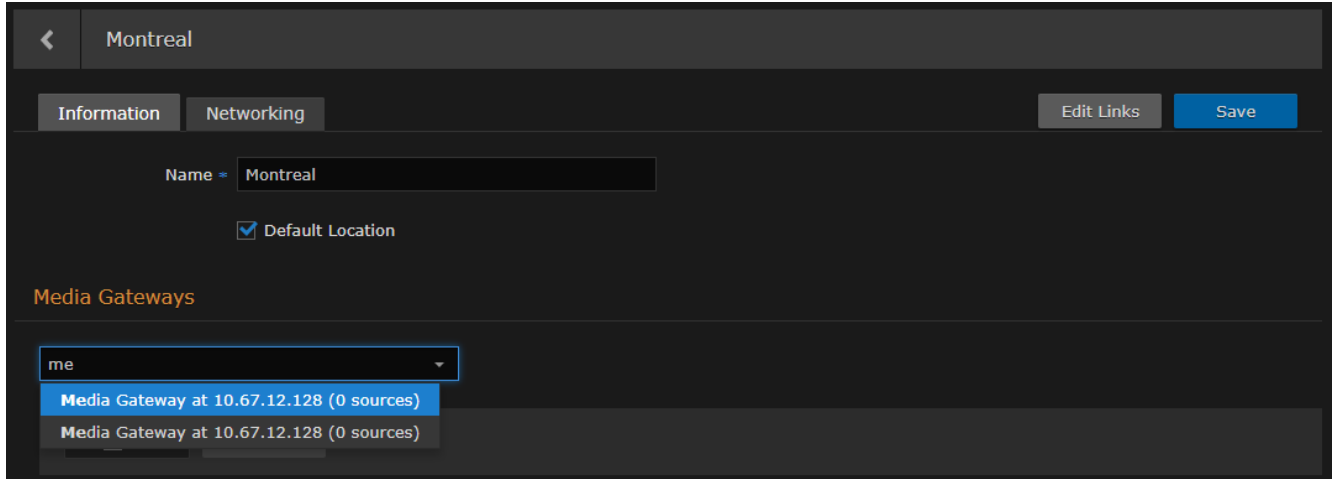 Montreal
Information Networking Edit Links Save
Name * Montreal
Default Location
Media Gateways
me
Media Gateway at 10.67.12.128 (0 sources)
Media Gateway at 10.67.12.128 (0 sources)